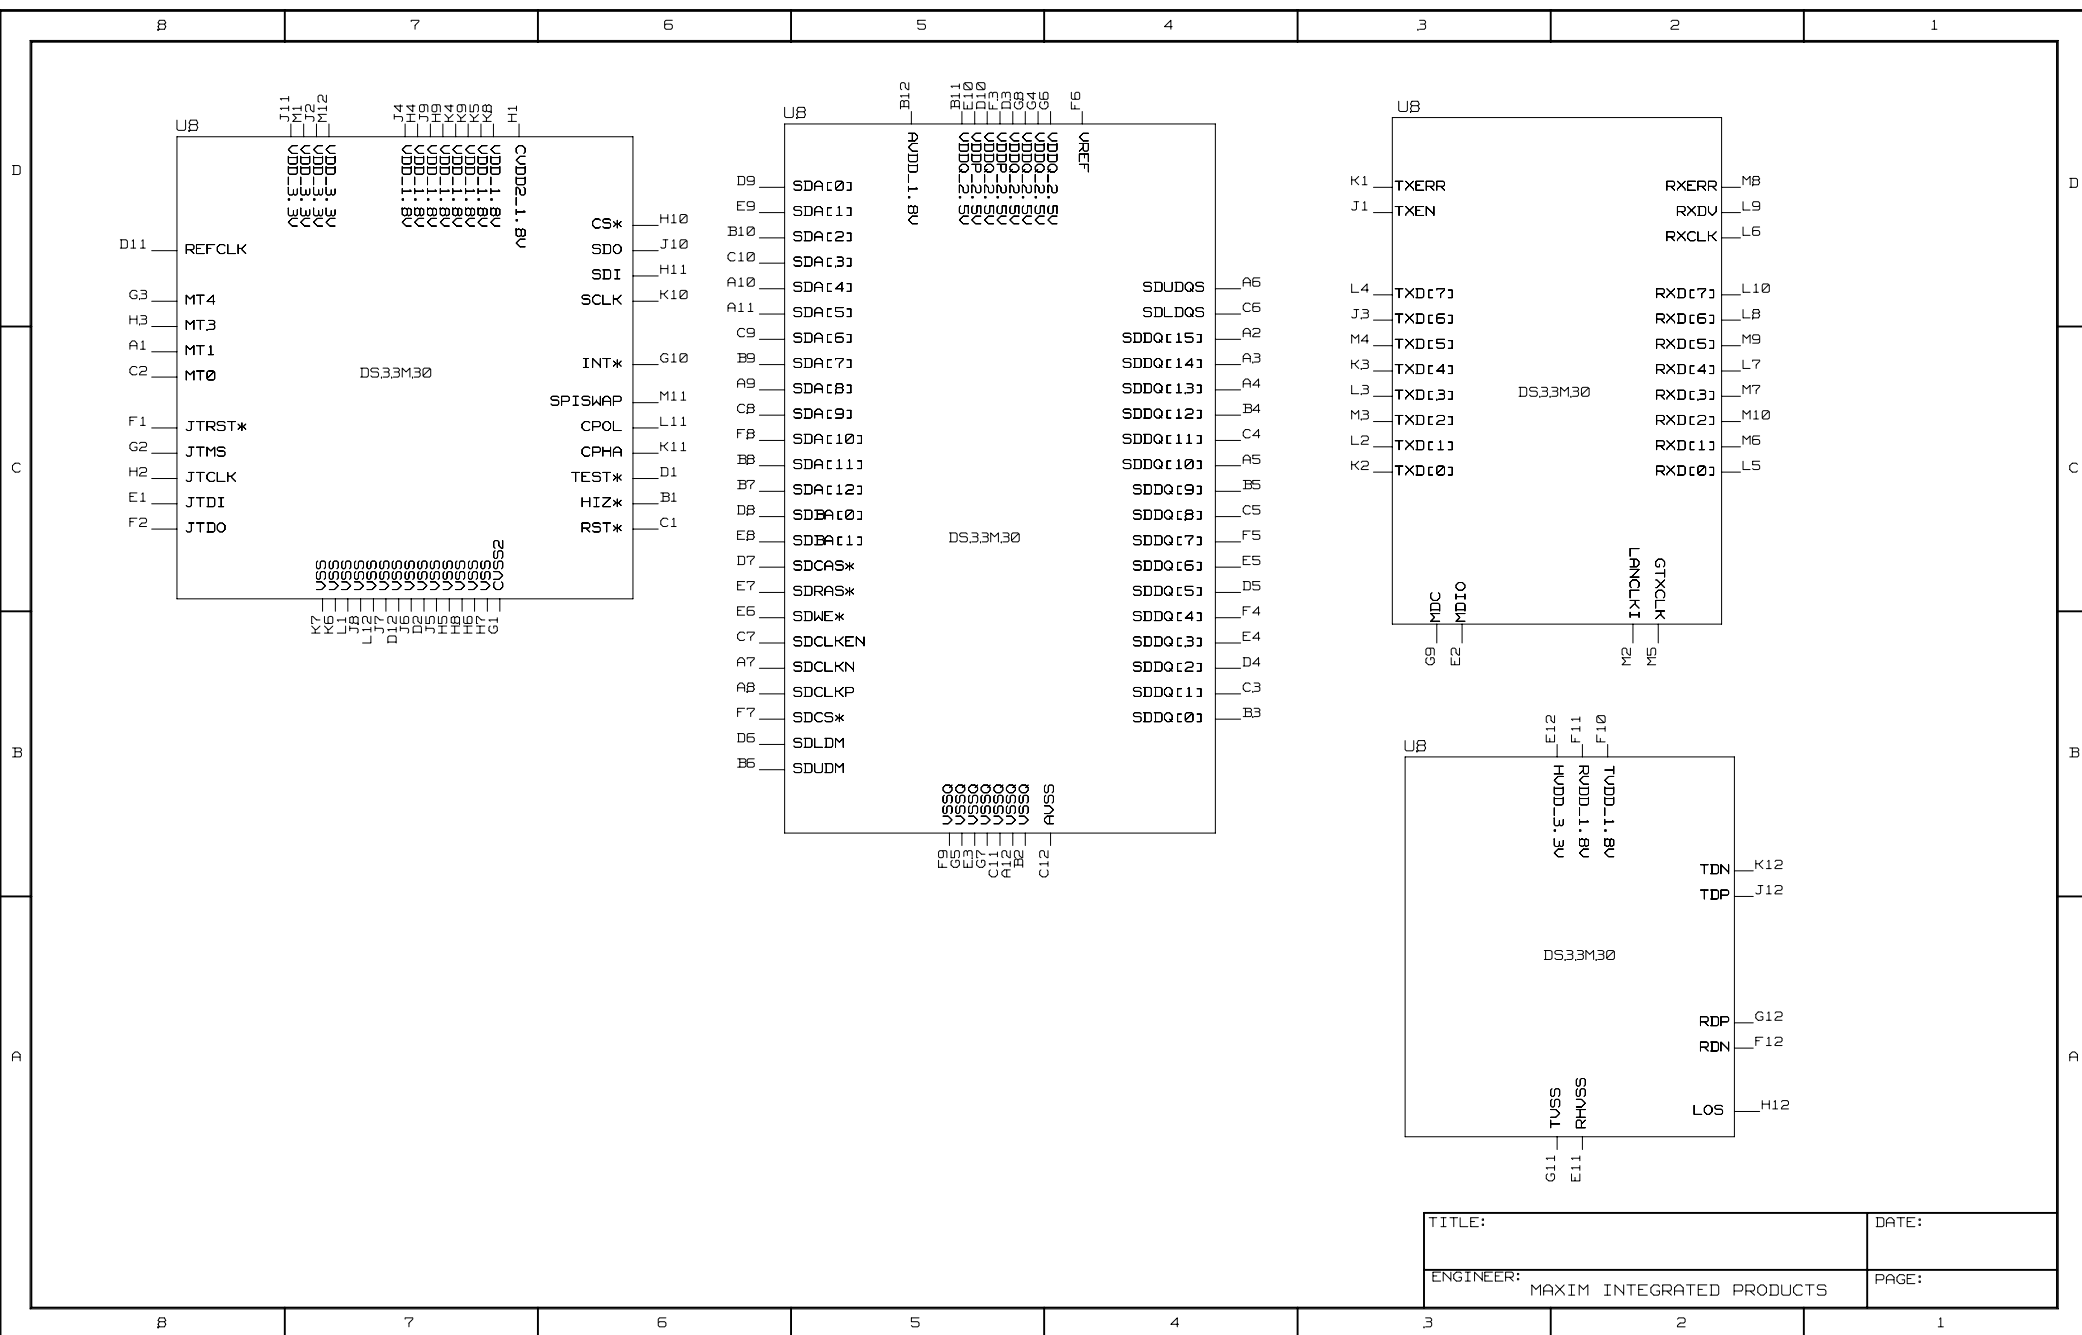 8 7 6 5 4 3 2 1
D
C
B
A
U8
J11 M1 J2 M12 J4 H4 J9 H9 K4 K9 K5 K8 H1
VDD_3.3V VDD_3.3V VDD_3.3V VDD_3.3V VDD_1.8V VDD_1.8V VDD_1.8V VDD_1.8V VDD_1.8V VDD_1.8V VDD_1.8V VDD_1.8V CVDD2_1.8V
D11 REFCLK
G3 MT4
H3 MT3
A1 MT1
C2 MT0
F1 JTRST*
G2 JTMS
H2 JTCLK
E1 JTDI
F2 JTDO
DS33M30
CS* H10
SDO J10
SDI H11
SCLK K10
INT* G10
SPISWAP M11
CPOL L11
CPHA K11
TEST* D1
HIZ* B1
RST* C1
VSS VSS VSS VSS VSS VSS VSS VSS VSS VSS VSS VSS VSS VSS CVSS2
K7 K6 L1 J8 L12 J7 D12 J6 D2 J5 H5 H8 H6 H7 G1
U8
B12 B11 E10 D10 F3 D3 G8 G4 G6 F6
AVDD_1.8V VDDQ_2.5V VDDP_2.5V VDDQ_2.5V VDDP_2.5V VDDQ_2.5V VDDQ_2.5V VDDQ_2.5V VDDQ_2.5V VREF
D9 SDA[0]
E9 SDA[1]
B10 SDA[2]
C10 SDA[3]
A10 SDA[4]
A11 SDA[5]
C9 SDA[6]
B9 SDA[7]
A9 SDA[8]
C8 SDA[9]
F8 SDA[10]
B8 SDA[11]
B7 SDA[12]
D8 SDBA[0]
E8 SDBA[1]
D7 SDCAS*
E7 SDRAS*
E6 SDWE*
C7 SDCLKEN
A7 SDCLKN
A8 SDCLKP
F7 SDCS*
D6 SDLDM
B6 SDUDM
DS33M30
SDUDQS A6
SDLDQS C6
SDDQ[15] A2
SDDQ[14] A3
SDDQ[13] A4
SDDQ[12] B4
SDDQ[11] C4
SDDQ[10] A5
SDDQ[9] B5
SDDQ[8] C5
SDDQ[7] F5
SDDQ[6] E5
SDDQ[5] D5
SDDQ[4] F4
SDDQ[3] E4
SDDQ[2] D4
SDDQ[1] C3
SDDQ[0] B3
VSSQ VSSQ VSSQ VSSQ VSSQ VSSQ VSSQ AVSS
F9 G5 E3 G7 C11 A12 B2 C12
U8
K1 TXERR
J1 TXEN
L4 TXD[7]
J3 TXD[6]
M4 TXD[5]
K3 TXD[4]
L3 TXD[3]
M3 TXD[2]
L2 TXD[1]
K2 TXD[0]
DS33M30
RXERR M8
RXDV L9
RXCLK L6
RXD[7] L10
RXD[6] L8
RXD[5] M9
RXD[4] L7
RXD[3] M7
RXD[2] M10
RXD[1] M6
RXD[0] L5
MDC MDIO LANCLKI GTXCLK
G9 E2 M2 M5
U8
E12 F11 F10
HVDD_3.3V RVDD_1.8V TVDD_1.8V
TDN K12
TDP J12
DS33M30
RDP G12
RDN F12
LOS H12
TVSS RHVSS
G11 E11
D
C
B
A
TITLE:
DATE:
ENGINEER: MAXIM INTEGRATED PRODUCTS
PAGE:
8 7 6 5 4 3 2 1